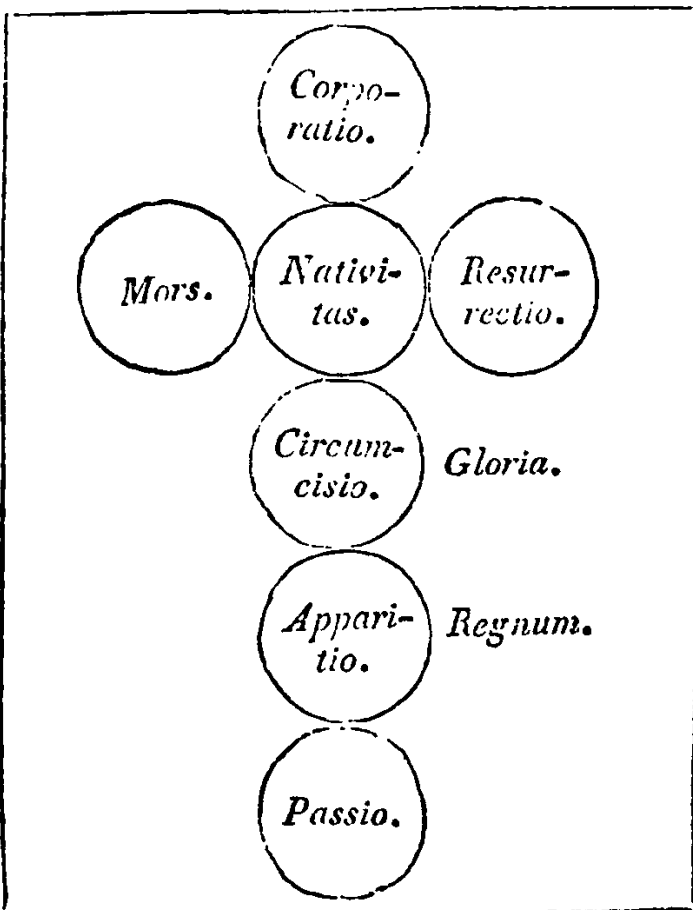 Corpo-
ratio.
Mors.
Nativi-
tas.
Resur-
rectio.
Circum-
cisio.
Gloria.
Appari-
tio.
Regnum.
Passio.